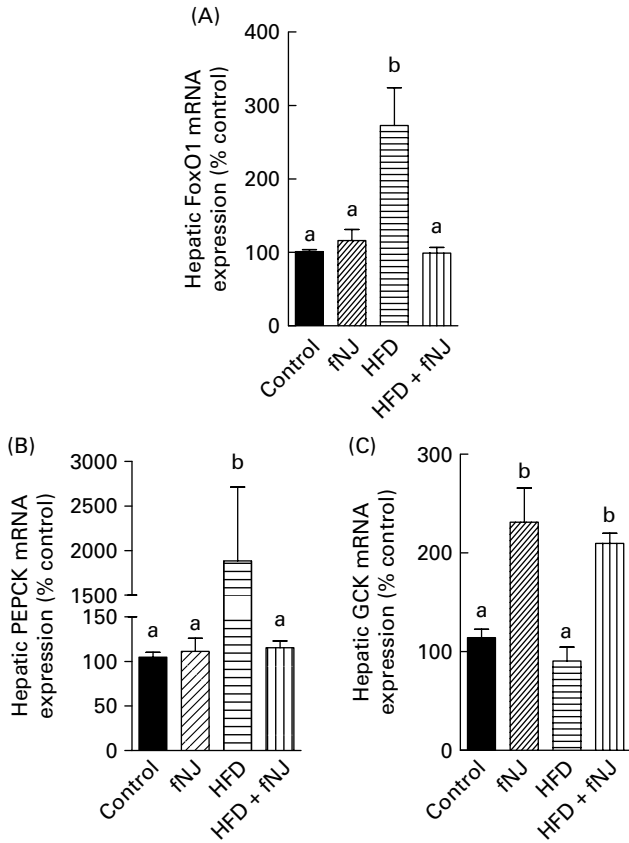 (A)
Hepatic FoxO1 mRNA
expression (% control)
400
300
200
100
0
a
a
b
a
Control
fNJ
HFD
HFD + fNJ
(B)
Hepatic PEPCK mRNA
expression (% control)
3000
2500
2000
1500
150
100
50
0
a
a
b
a
Control
fNJ
HFD
HFD + fNJ
(C)
Hepatic GCK mRNA
expression (% control)
300
200
100
0
a
b
a
b
Control
fNJ
HFD
HFD + fNJ